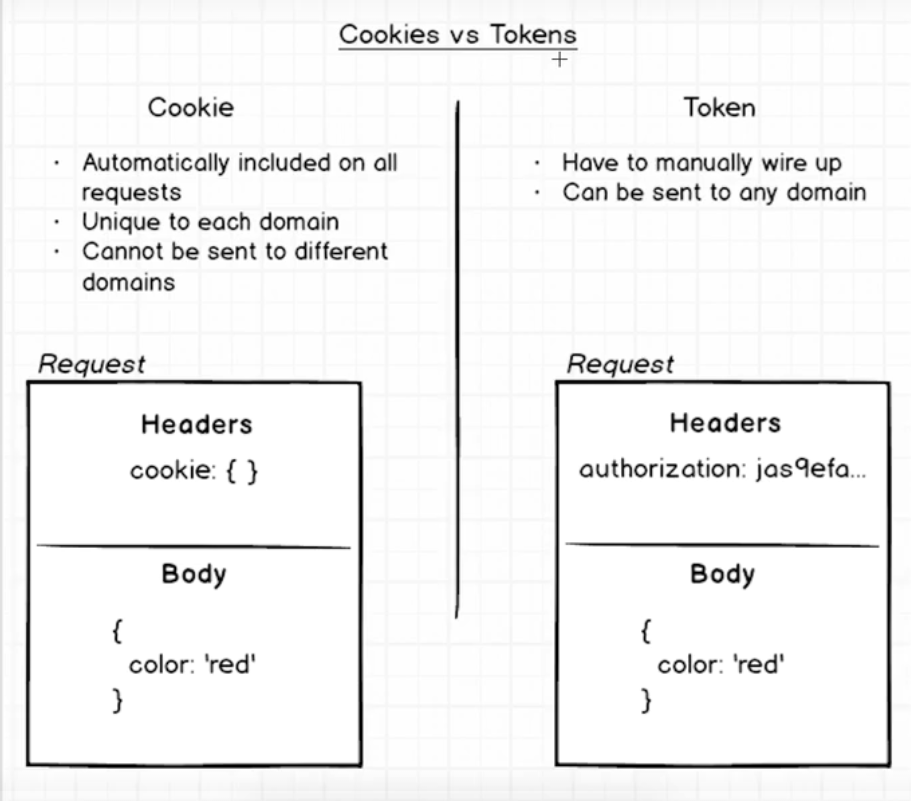 Cookies vs Tokens
Cookie
· Automatically included on all
requests
· Unique to each domain
· Cannot be sent to different
domains
Request
Headers
cookie: { }
Body
{
color: 'red'
}
Token
· Have to manually wire up
· Can be sent to any domain
Request
Headers
authorization: jas9efa...
Body
{
color: 'red'
}